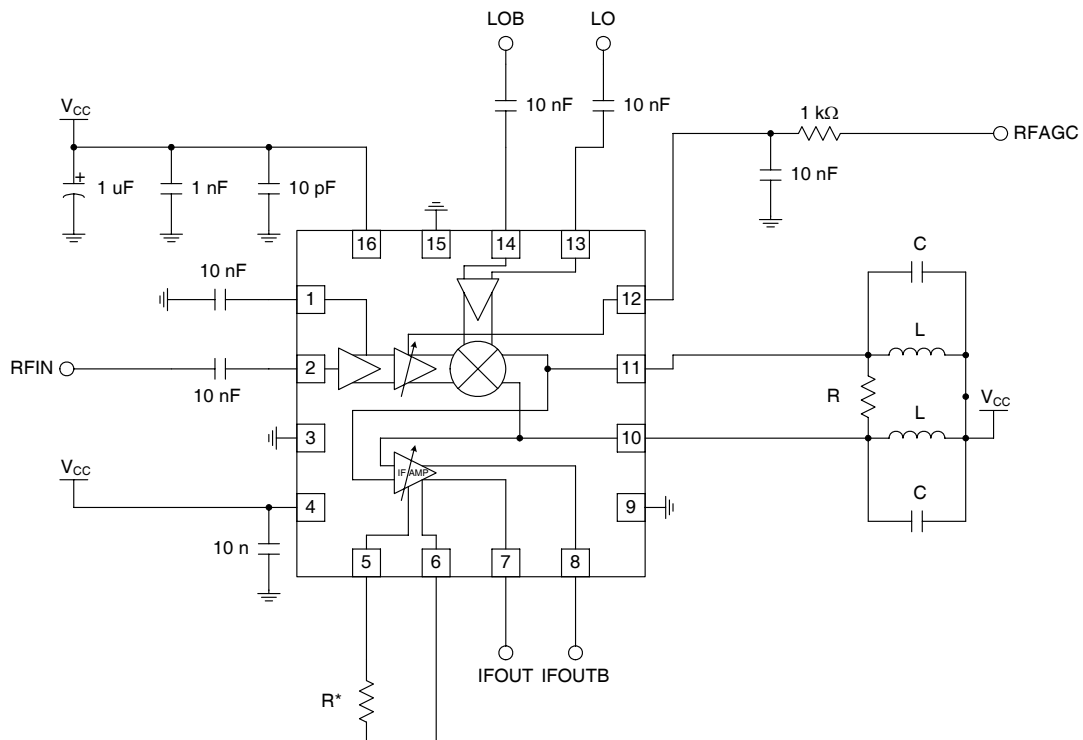 LOB LO
10 nF 10 nF
VCC
1 kΩ
RFAGC
+
1 uF 1 nF 10 pF
10 nF
16 15 14 13
C
10 nF
1 12
L
RFIN
2 11
10 nF
R
VCC
3 10
L
VCC
IF AMP
C
4 9
10 n
5 6 7 8
IFOUT IFOUTB
R*